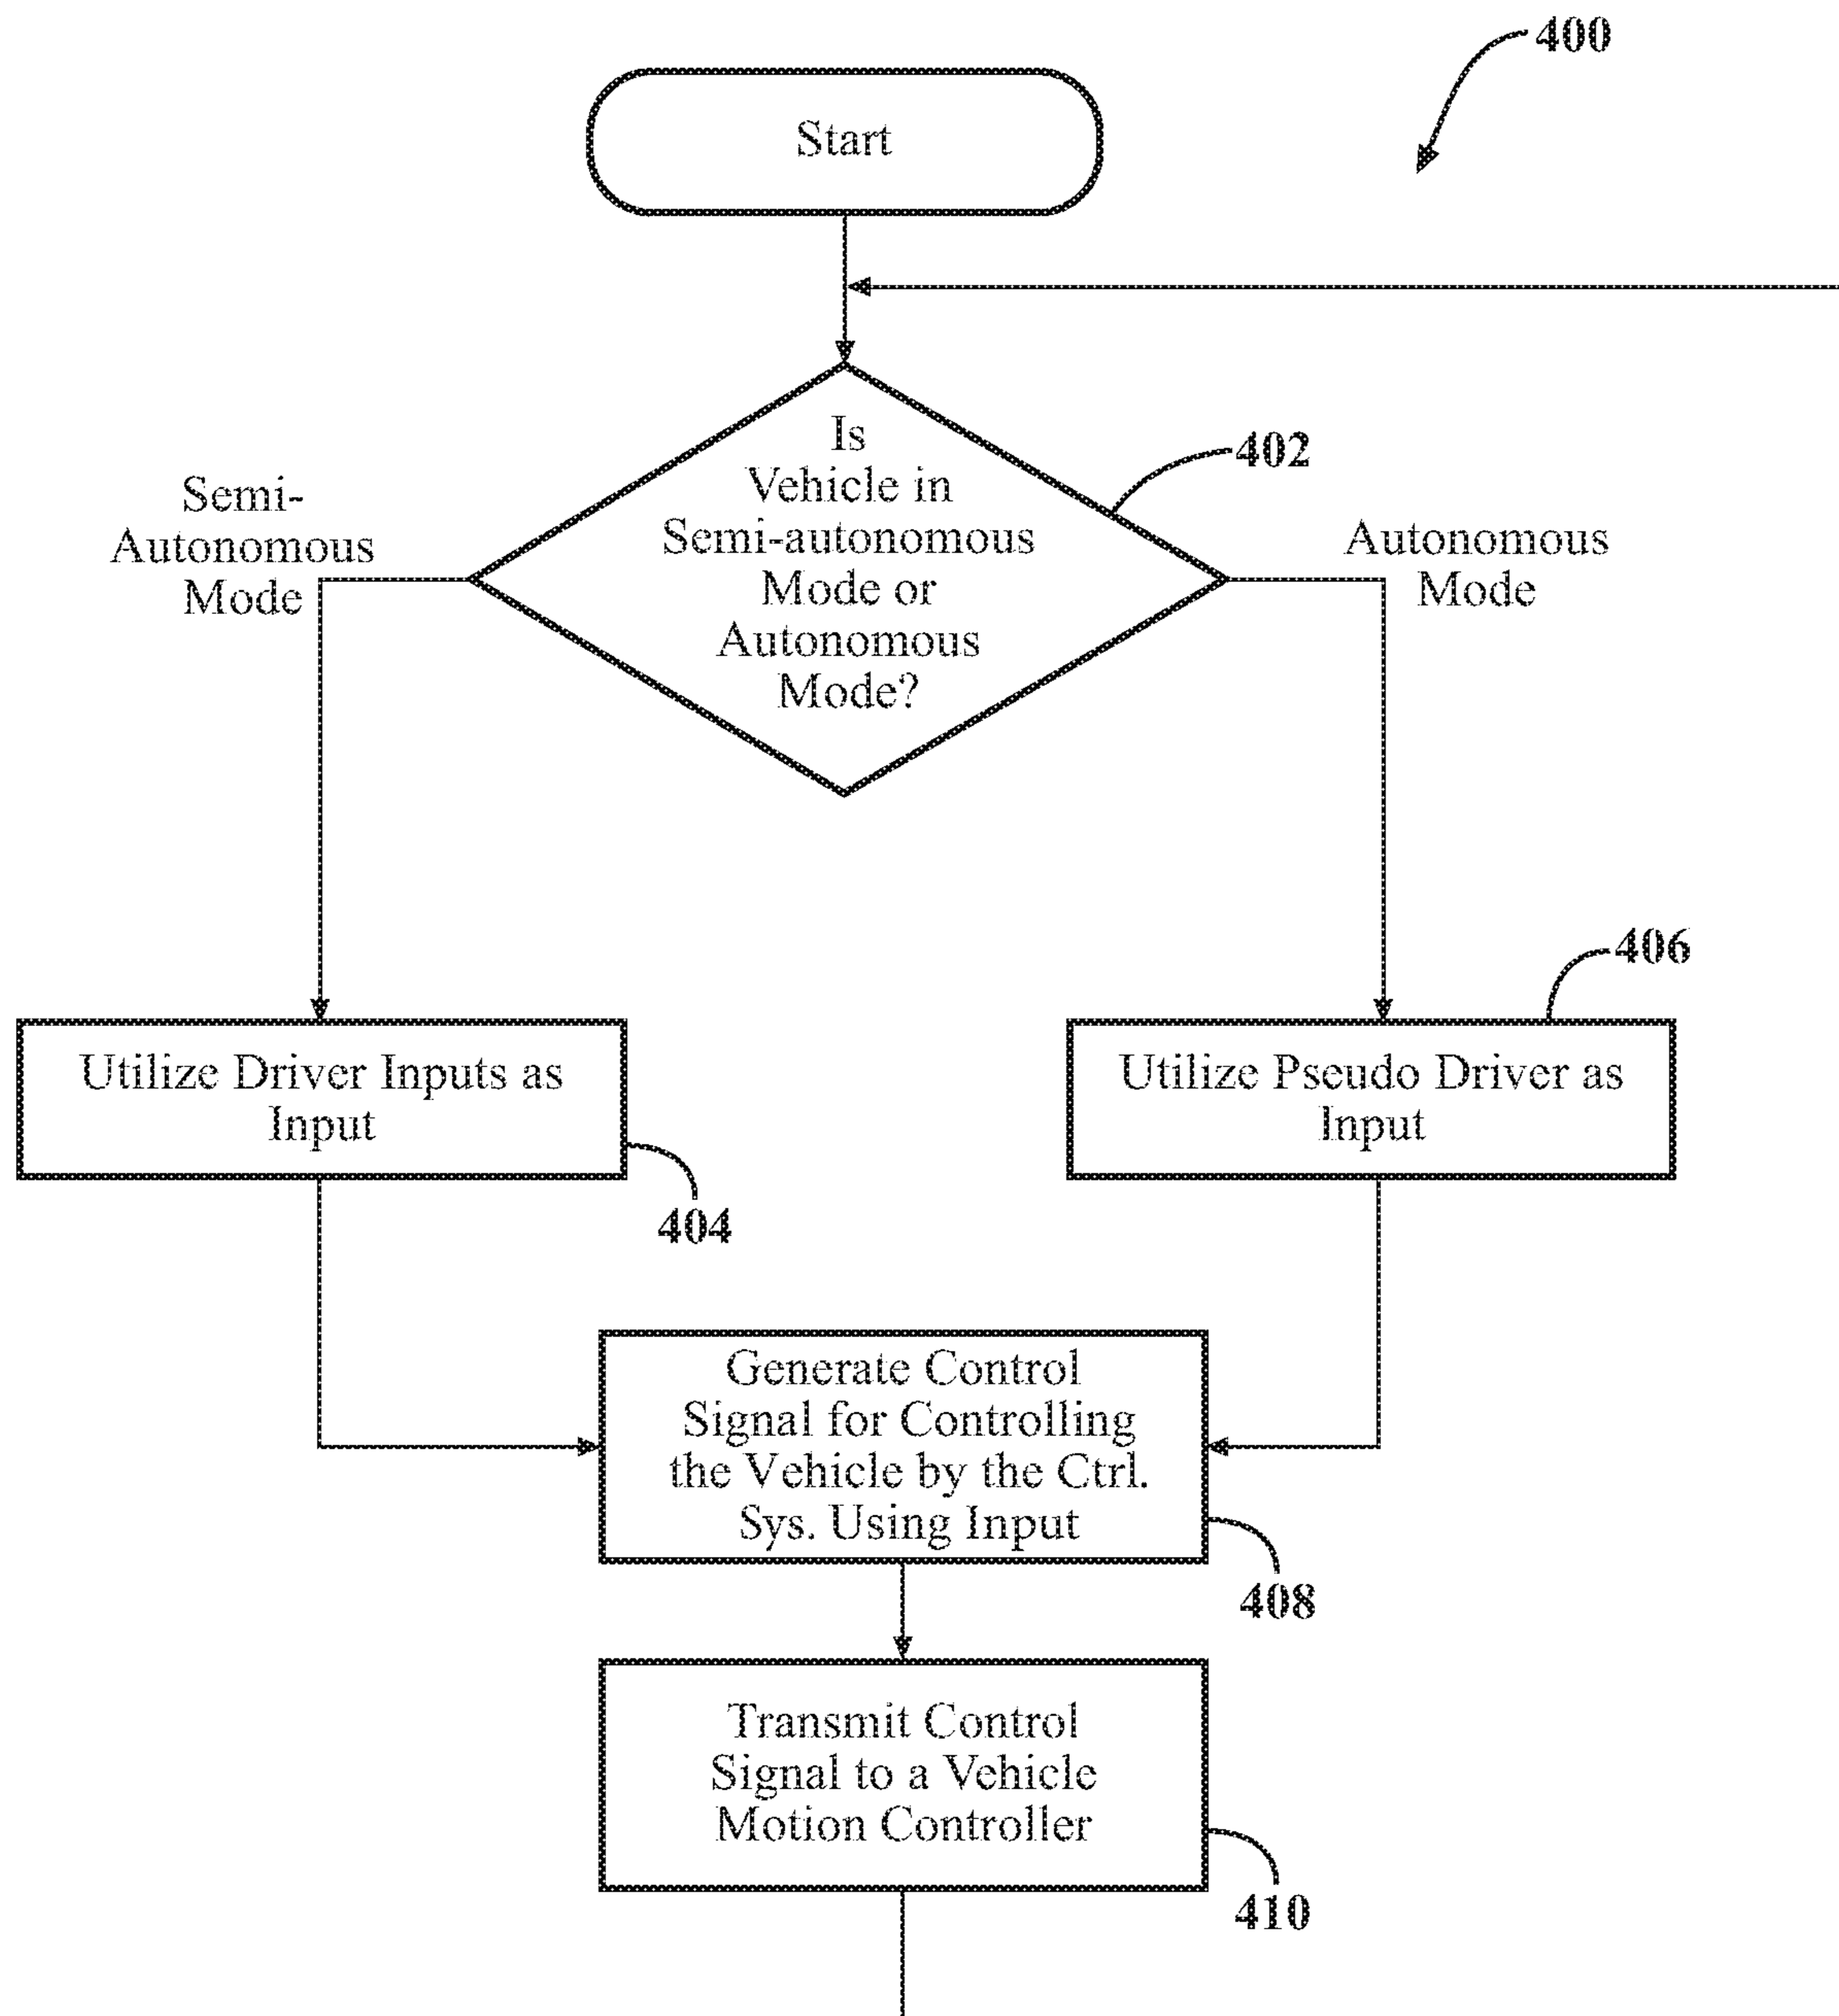 400
Start
Is
Vehicle in
Semi-autonomous
Mode or
Autonomous
Mode?
402
Semi-
Autonomous
Mode
Autonomous
Mode
406
Utilize Driver Inputs as
Input
404
Utilize Pseudo Driver as
Input
Generate Control
Signal for Controlling
the Vehicle by the Ctrl.
Sys. Using Input
408
Transmit Control
Signal to a Vehicle
Motion Controller
410